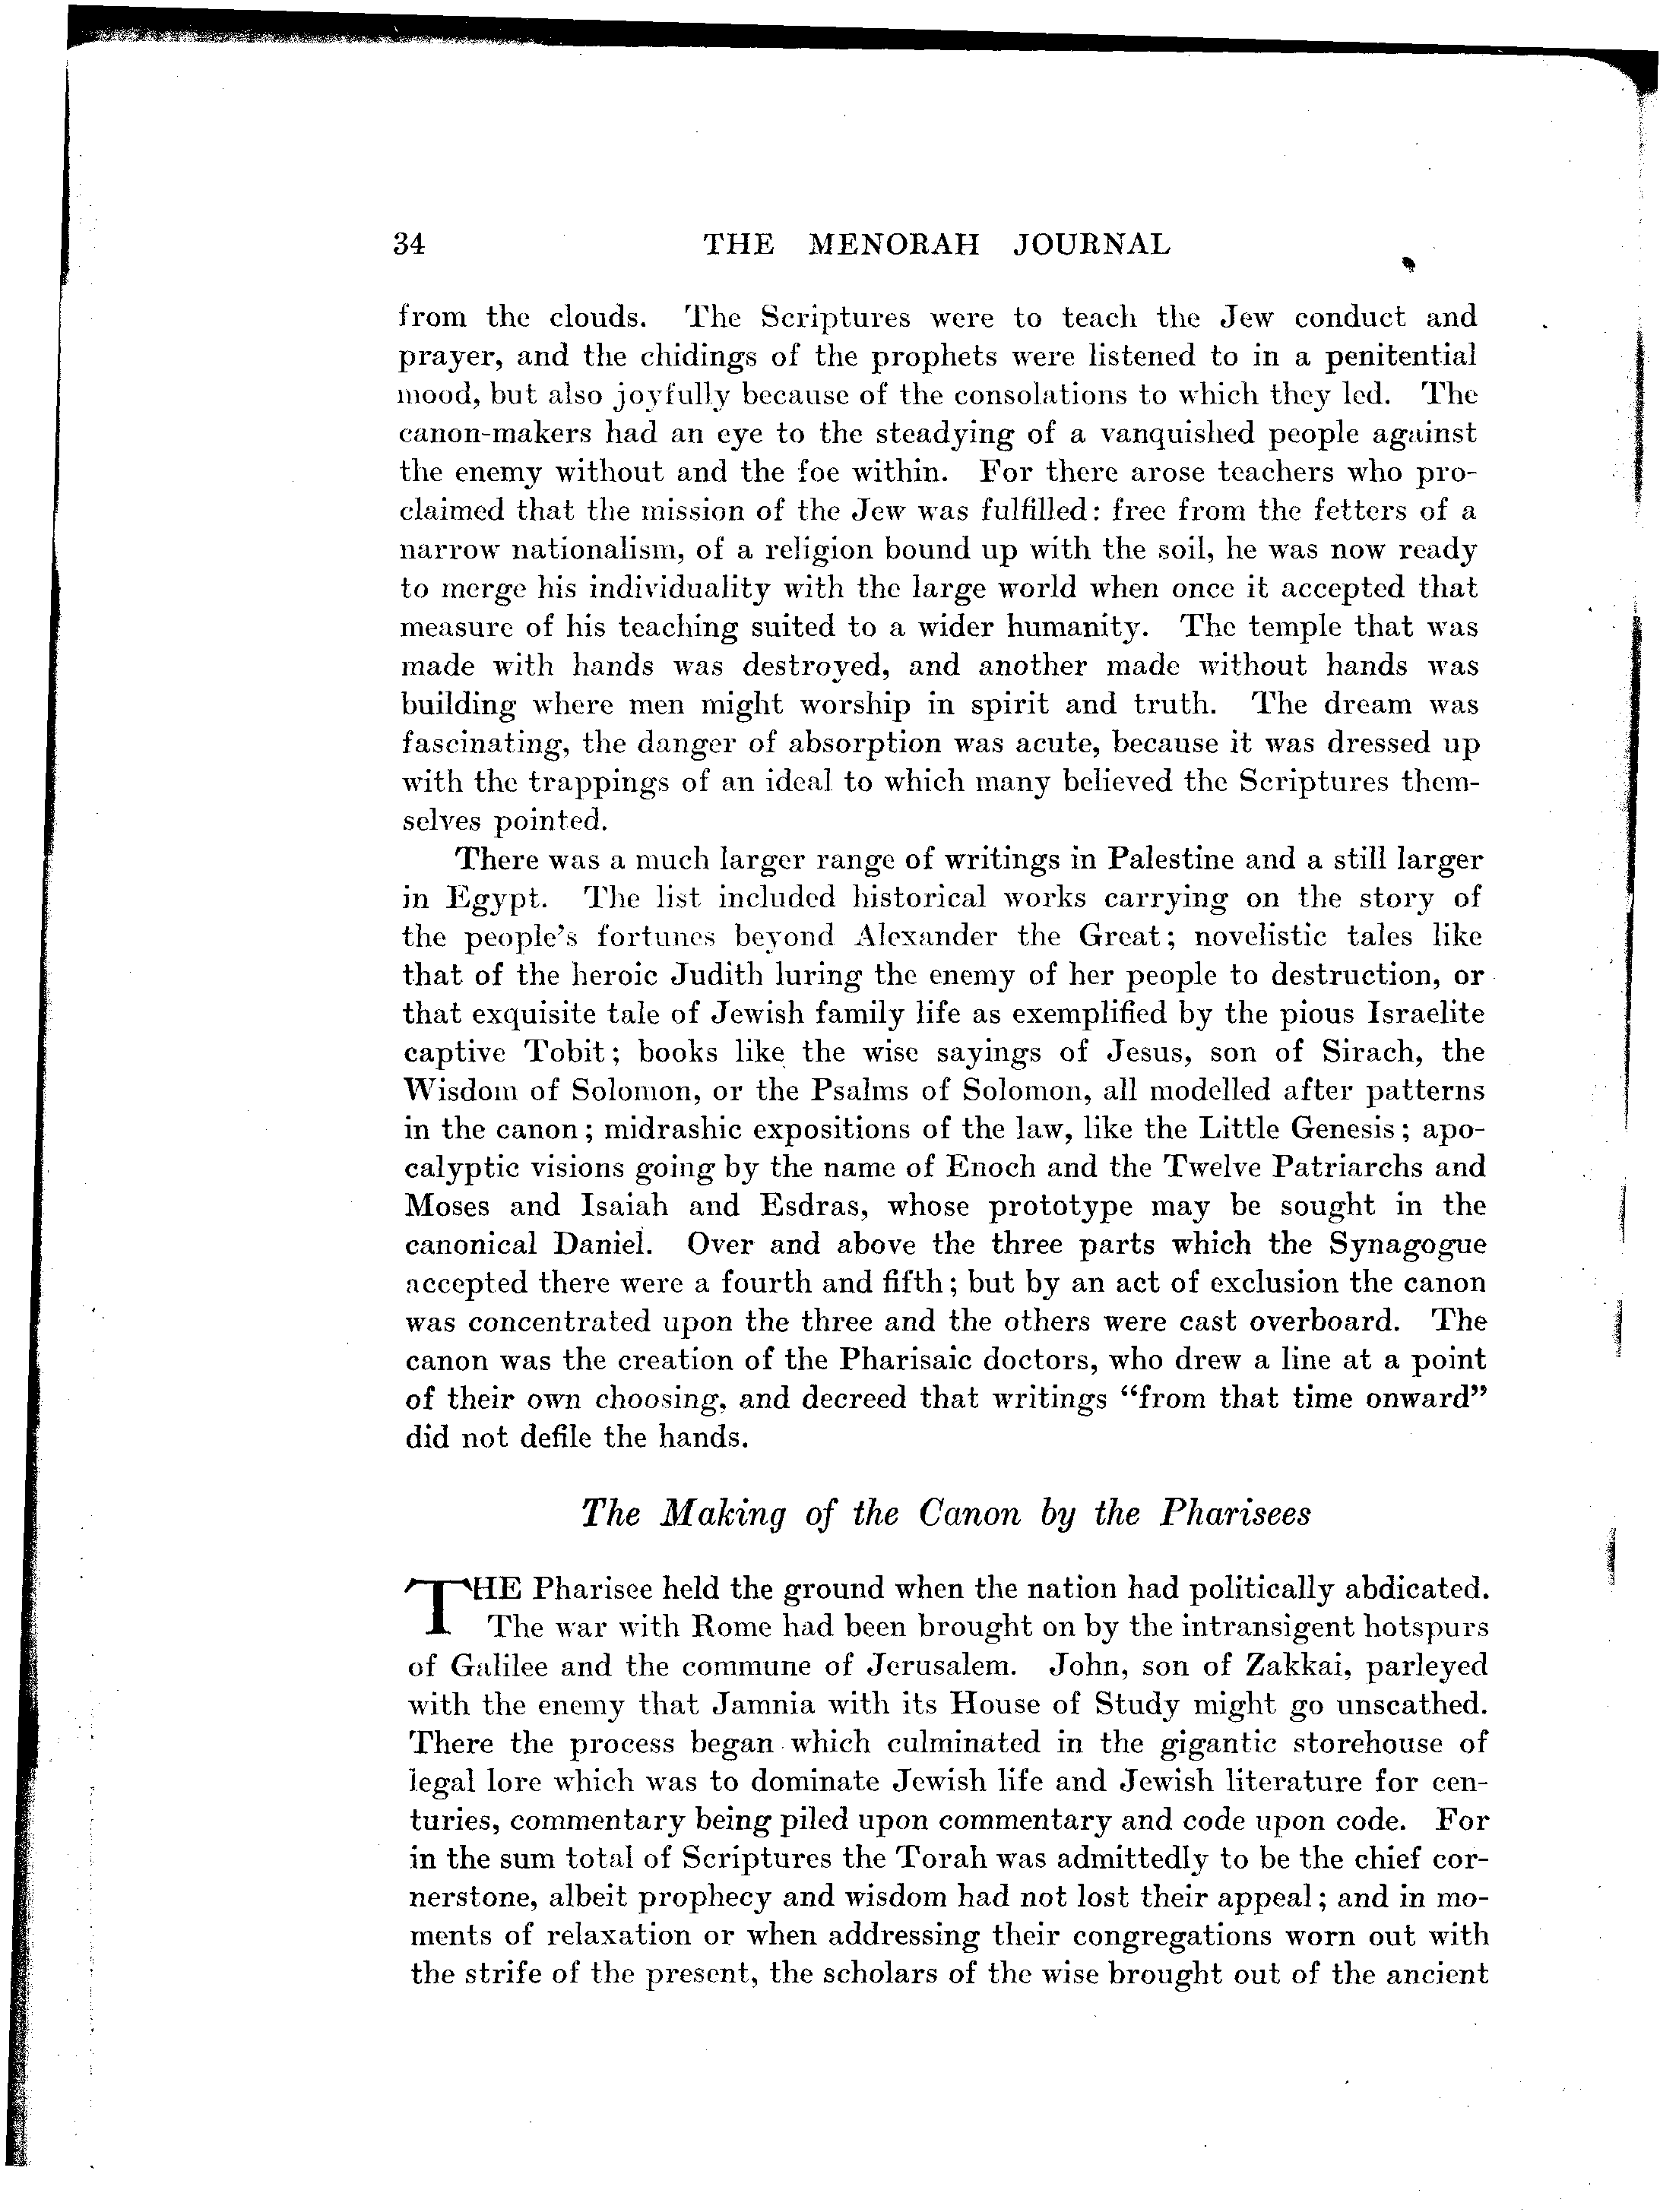 34 THE MENORAH JOURNAL
from the clouds. The Scriptures were to teach the Jew conduct and
prayer, and the chidings of the prophets were listened to in a penitential
mood, but also joyfully because of the consolations to which they led. The
canon-makers had an eye to the steadying of a vanquished people against
the enemy without and the foe within. For there arose teachers who pro-
claimed that the mission of the Jew was fulfilled: free from the fetters of a
narrow nationalism, of a religion bound up with the soil, he was now ready
to merge his individuality with the large world when once it accepted that
measure of his teaching suited to a wider humanity. The temple that was
made with hands was destroyed, and another made without hands was
building where men might worship in spirit and truth. The dream was
fascinating, the danger of absorption was acute, because it was dressed up
with the trappings of an ideal to which many believed the Scriptures them-
selves pointed.
There was a much larger range of writings in Palestine and a still larger
in Egypt. The list included historical works carrying on the story of
the people's fortunes beyond Alexander the Great; novelistic tales like
that of the heroic Judith luring the enemy of her people to destruction, or
that exquisite tale of Jewish family life as exemplified by the pious Israelite
captive Tobit; books like the wise sayings of Jesus, son of Sirach, the
Wisdom of Solomon, or the Psalms of Solomon, all modelled after patterns
in the canon; midrashic expositions of the law, like the Little Genesis; apo-
calyptic visions going by the name of Enoch and the Twelve Patriarchs and
Moses and Isaiah and Esdras, whose prototype may be sought in the
canonical Daniel. Over and above the three parts which the Synagogue
accepted there were a fourth and fifth; but by an act of exclusion the canon
was concentrated upon the three and the others were cast overboard. The
canon was the creation of the Pharisaic doctors, who drew a line at a point
of their own choosing, and decreed that writings "from that time onward"
did not defile the hands.
The Making of the Canon by the Pharisees
THE Pharisee held the ground when the nation had politically abdicated.
The war with Rome had been brought on by the intransigent hotspurs
of Galilee and the commune of Jerusalem. John, son of Zakkai, parleyed
with the enemy that Jamnia with its House of Study might go unscathed.
There the process began which culminated in the gigantic storehouse of
legal lore which was to dominate Jewish life and Jewish literature for cen-
turies, commentary being piled upon commentary and code upon code. For
in the sum total of Scriptures the Torah was admittedly to be the chief cor-
nerstone, albeit prophecy and wisdom had not lost their appeal; and in mo-
ments of relaxation or when addressing their congregations worn out with
the strife of the present, the scholars of the wise brought out of the ancient